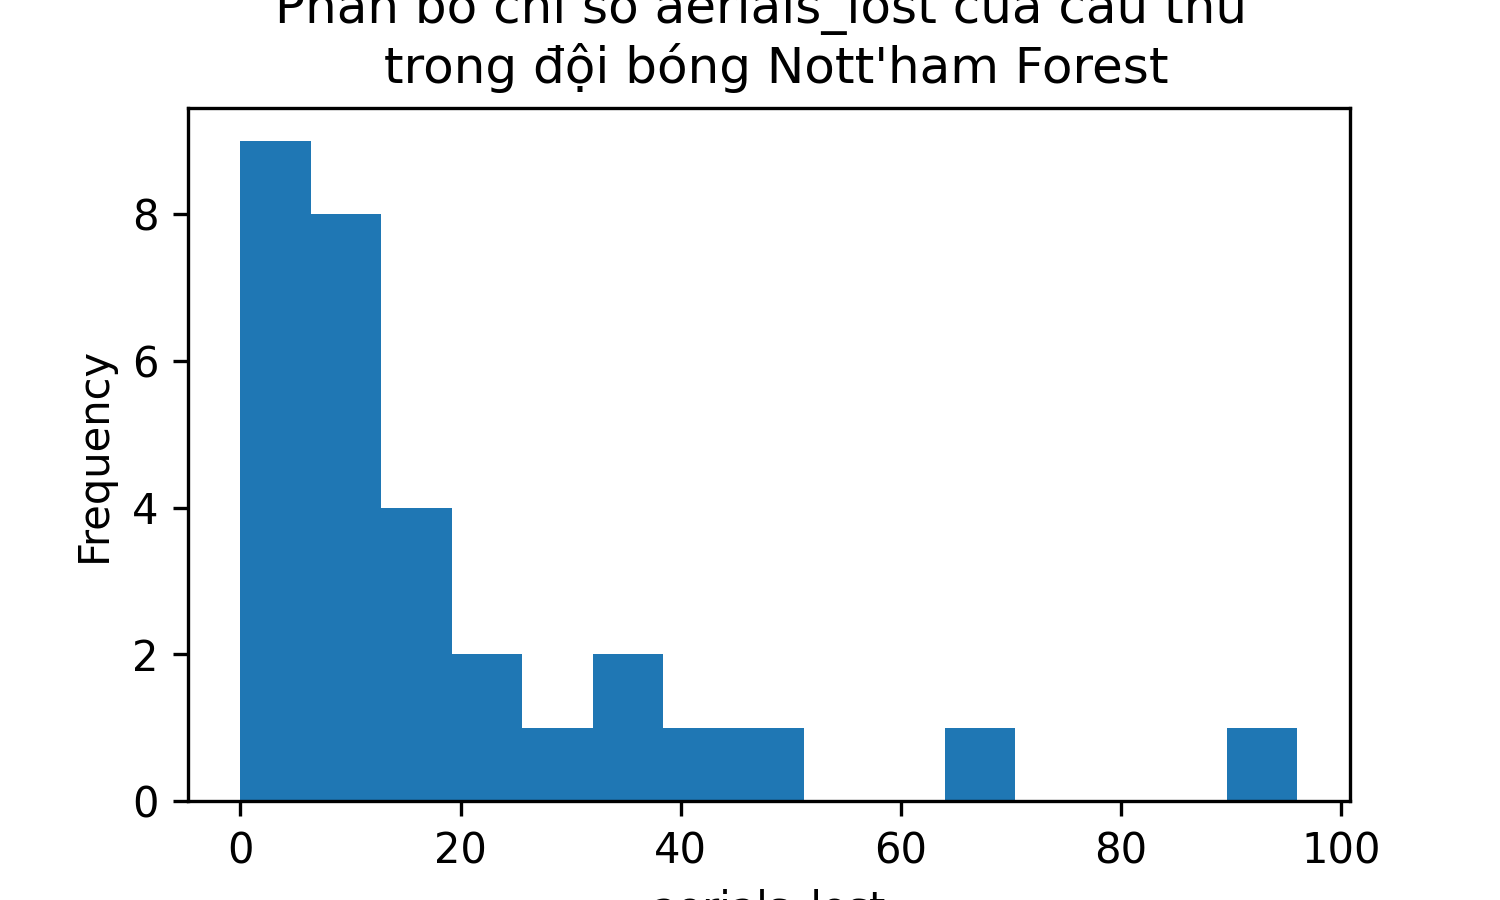 Phân bố chỉ số aerials_lost của cầu thủ
trong đội bóng Nott'ham Forest
8
6
4
2
0
Frequency
0 20 40 60 80 100
aerials_lost